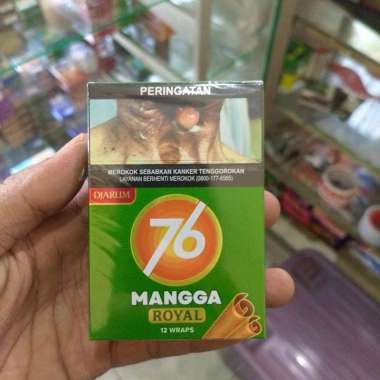 PERINGATAN
MEROKOK SEBABKAN KANKER TENGGOROKAN
LAYANAN BERHENTI MEROKOK (0800-177-6565)
DJARUM
76
MANGGA
ROYAL
12 WRAPS